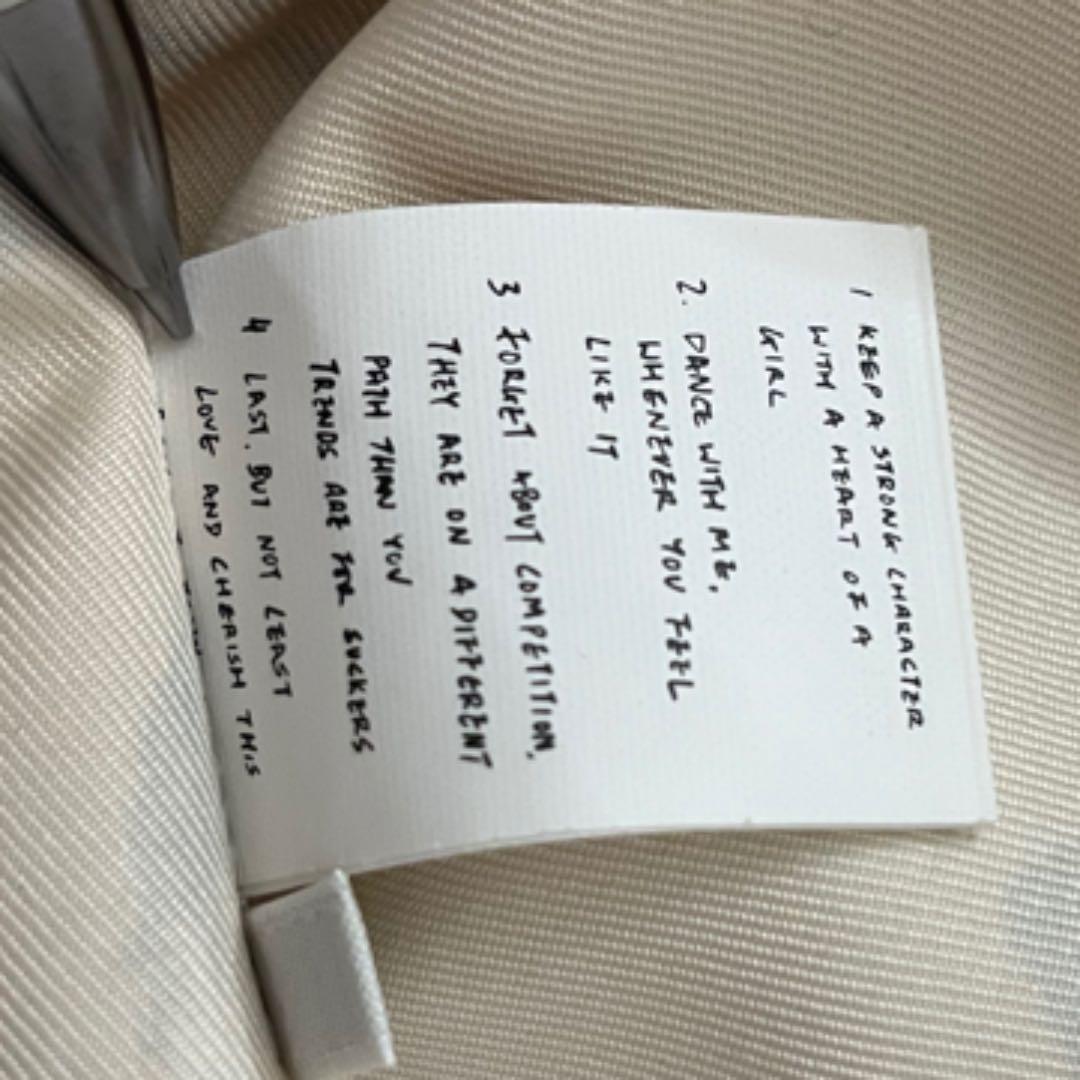 1 KEEP A STRONG CHARACTER
WITH A HEART OF A
GIRL
2. DANCE WITH ME,
WHENEVER YOU FEEL
LIKE IT
3 FORGET ABOUT COMPETITION.
THEY ARE ON A DIFFERENT
PATH THAN YOU
TRENDS ARE FOR SUCKERS
4 LAST. BUT NOT LEAST
LOVE AND CHERISH THIS